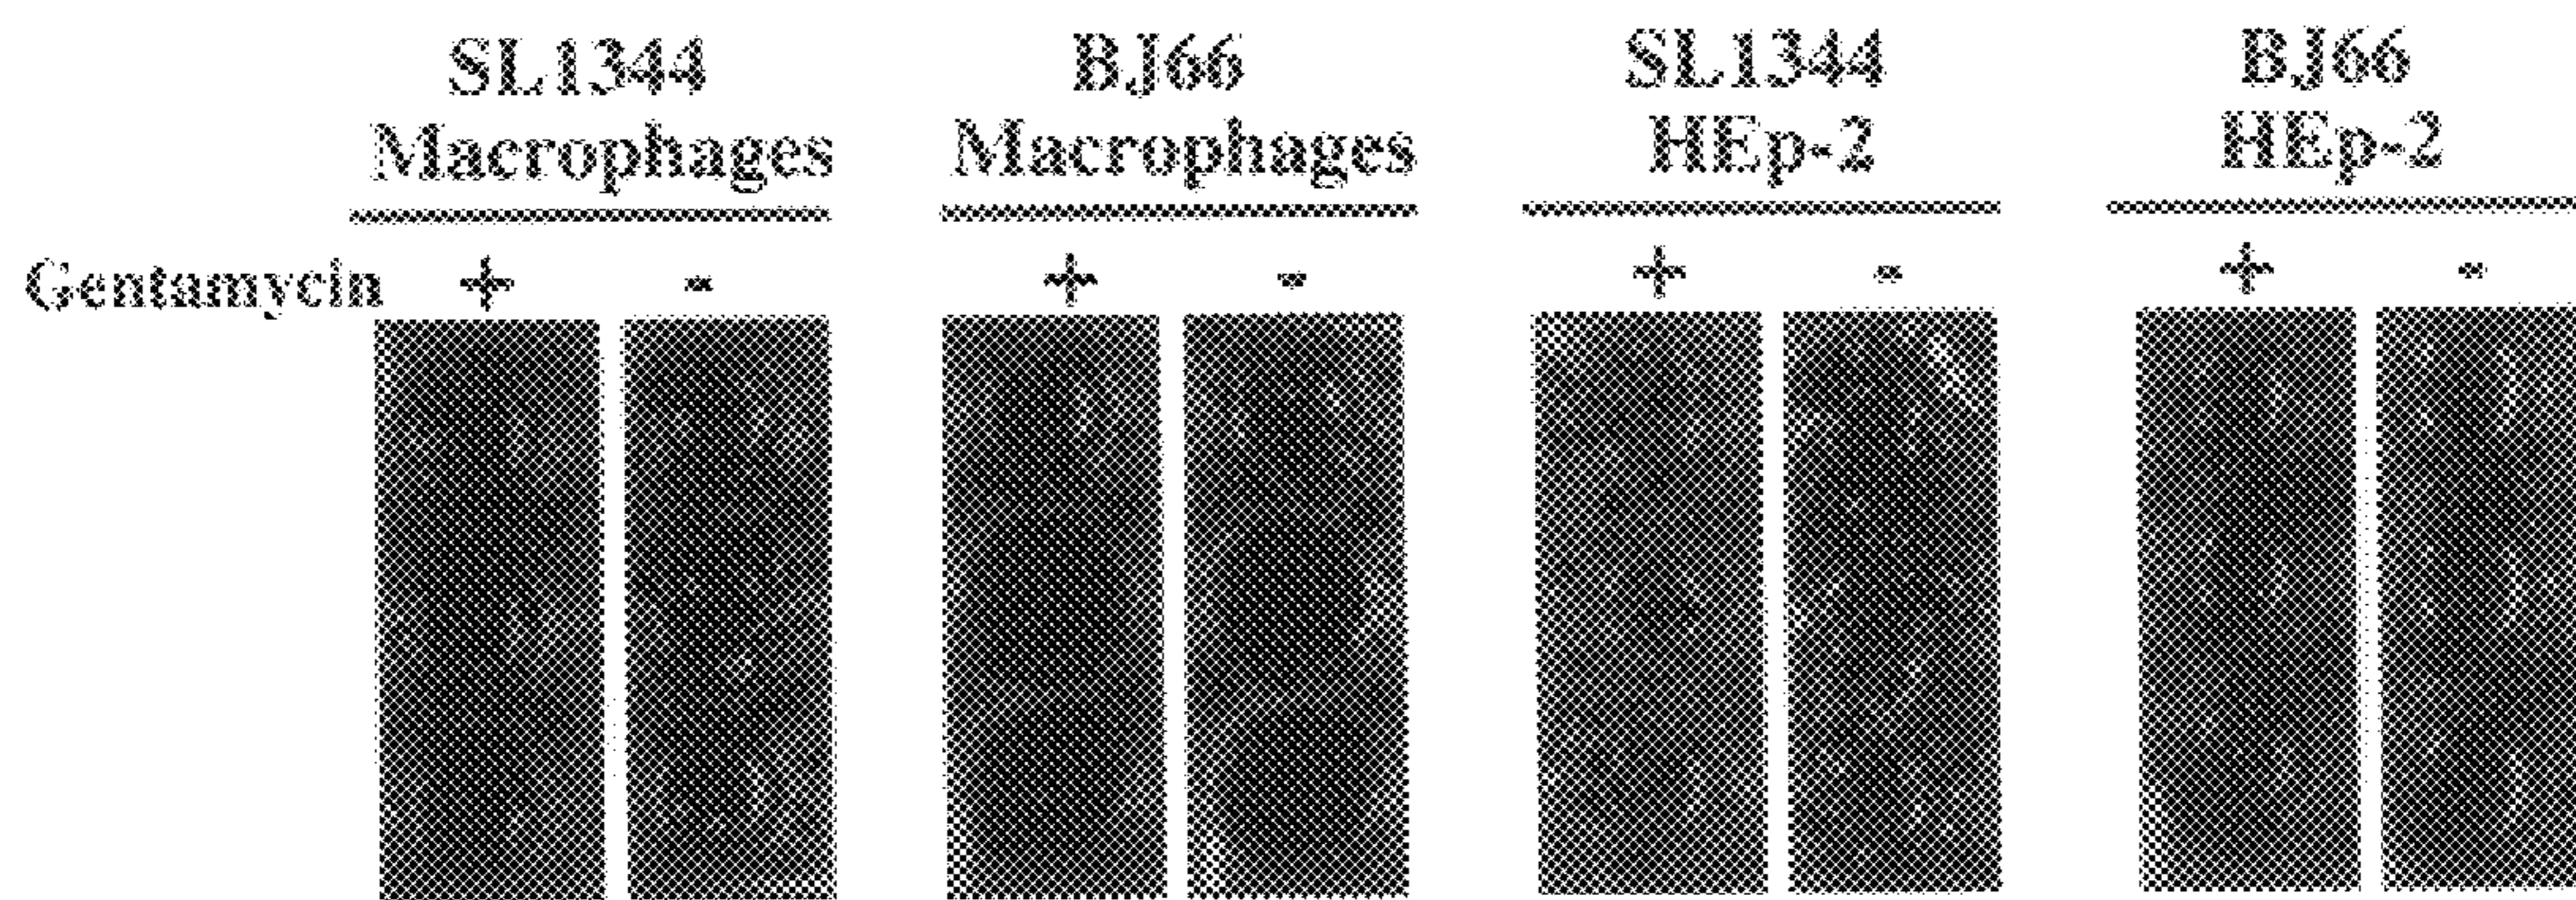 SL1344 BJ66 SL1344 BJ66
Macrophages Macrophages HEp-2 HEp-2
Gentamycin + - + - + - + -